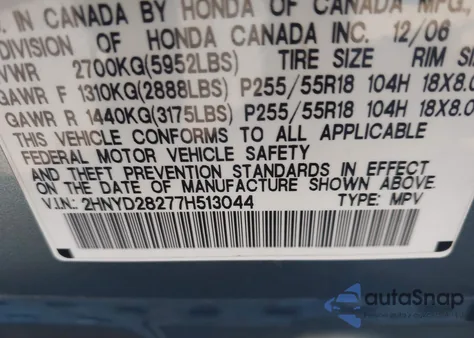 D. IN CANADA BY HONDA OF CANADA MFG.,
DIVISION OF HONDA CANADA INC. 12/06
VWR 2700KG(5952LBS) TIRE SIZE RIM SI
GAWR F 1310KG(2888LBS) P255/55R18 104H 18X8.0
GAWR R 1440KG(3175LBS) P255/55R18 104H 18X8.0
THIS VEHICLE CONFORMS TO ALL APPLICABLE
FEDERAL MOTOR VEHICLE SAFETY
AND THEFT PREVENTION STANDARDS IN EFFECT
ON THE DATE OF MANUFACTURE SHOWN ABOVE.
V.I.N.: 2HNYD28277H513044 TYPE: MPV
autaSnap